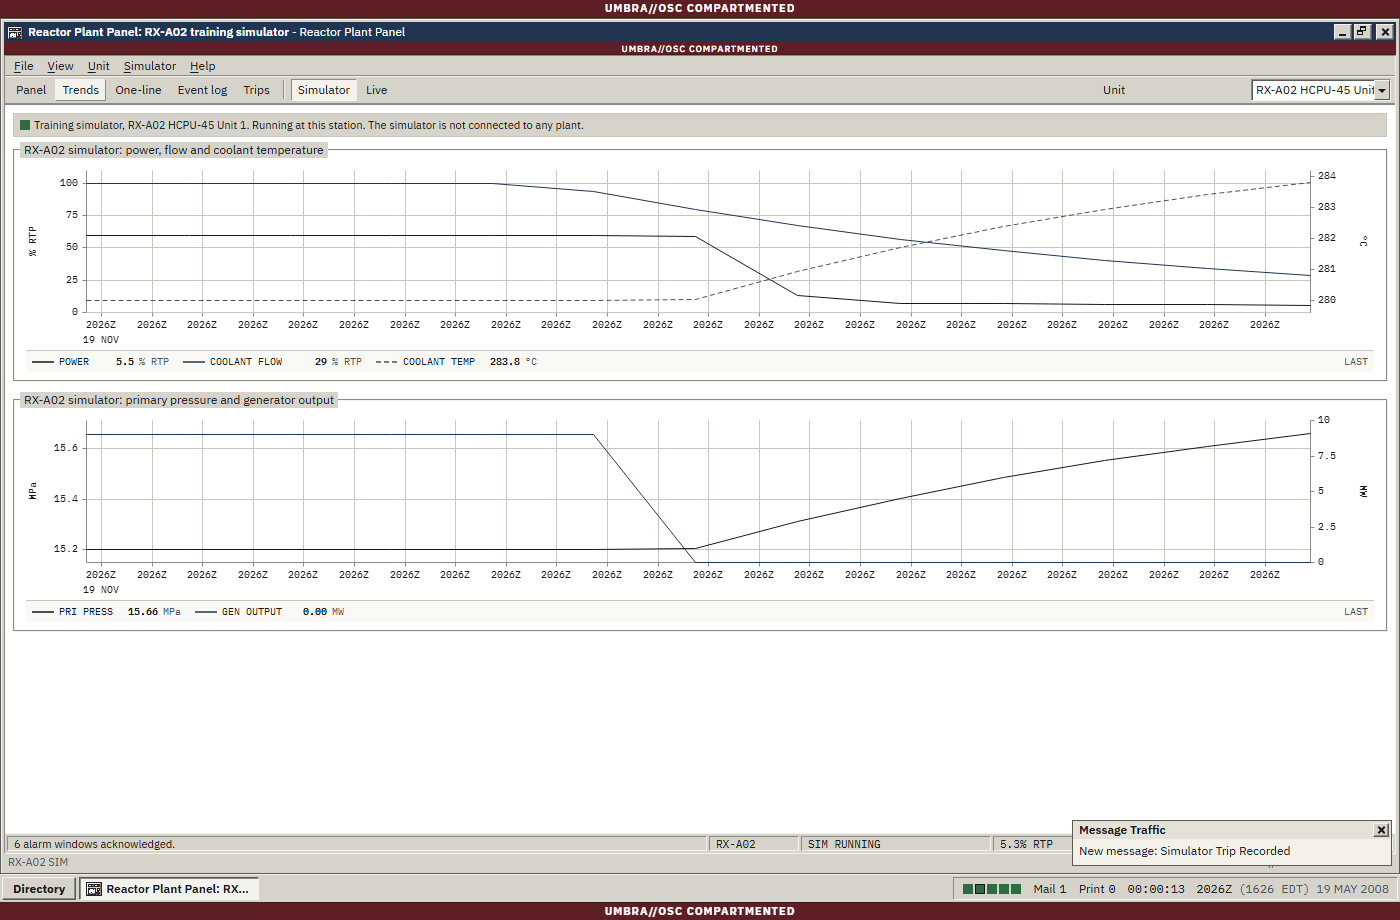 UMBRA//OSC COMPARTMENTED
Reactor Plant Panel: RX-A02 training simulator - Reactor Plant Panel
UMBRA//OSC COMPARTMENTED
File View Unit Simulator Help
Panel Trends One-line Event log Trips Simulator Live Unit RX-A02 HCPU-45 Unit
Training simulator, RX-A02 HCPU-45 Unit 1. Running at this station. The simulator is not connected to any plant.
RX-A02 simulator: power, flow and coolant temperature
100
75
50
25
0
% RTP
284
283
282
281
280
°C
2026Z 2026Z 2026Z 2026Z 2026Z 2026Z 2026Z 2026Z 2026Z 2026Z 2026Z 2026Z 2026Z 2026Z 2026Z 2026Z 2026Z 2026Z 2026Z 2026Z 2026Z 2026Z 2026Z 2026Z
19 NOV
POWER 5.5 % RTP COOLANT FLOW 29 % RTP COOLANT TEMP 283.8 °C LAST
RX-A02 simulator: primary pressure and generator output
15.6
15.4
15.2
MPa
10
7.5
5
2.5
0
MW
2026Z 2026Z 2026Z 2026Z 2026Z 2026Z 2026Z 2026Z 2026Z 2026Z 2026Z 2026Z 2026Z 2026Z 2026Z 2026Z 2026Z 2026Z 2026Z 2026Z 2026Z 2026Z 2026Z 2026Z
19 NOV
PRI PRESS 15.66 MPa GEN OUTPUT 0.00 MW LAST
6 alarm windows acknowledged. RX-A02 SIM RUNNING 5.3% RTP
RX-A02 SIM
Message Traffic
New message: Simulator Trip Recorded
Directory Reactor Plant Panel: RX... Mail 1 Print 0 00:00:13 2026Z (1626 EDT) 19 MAY 2008
UMBRA//OSC COMPARTMENTED